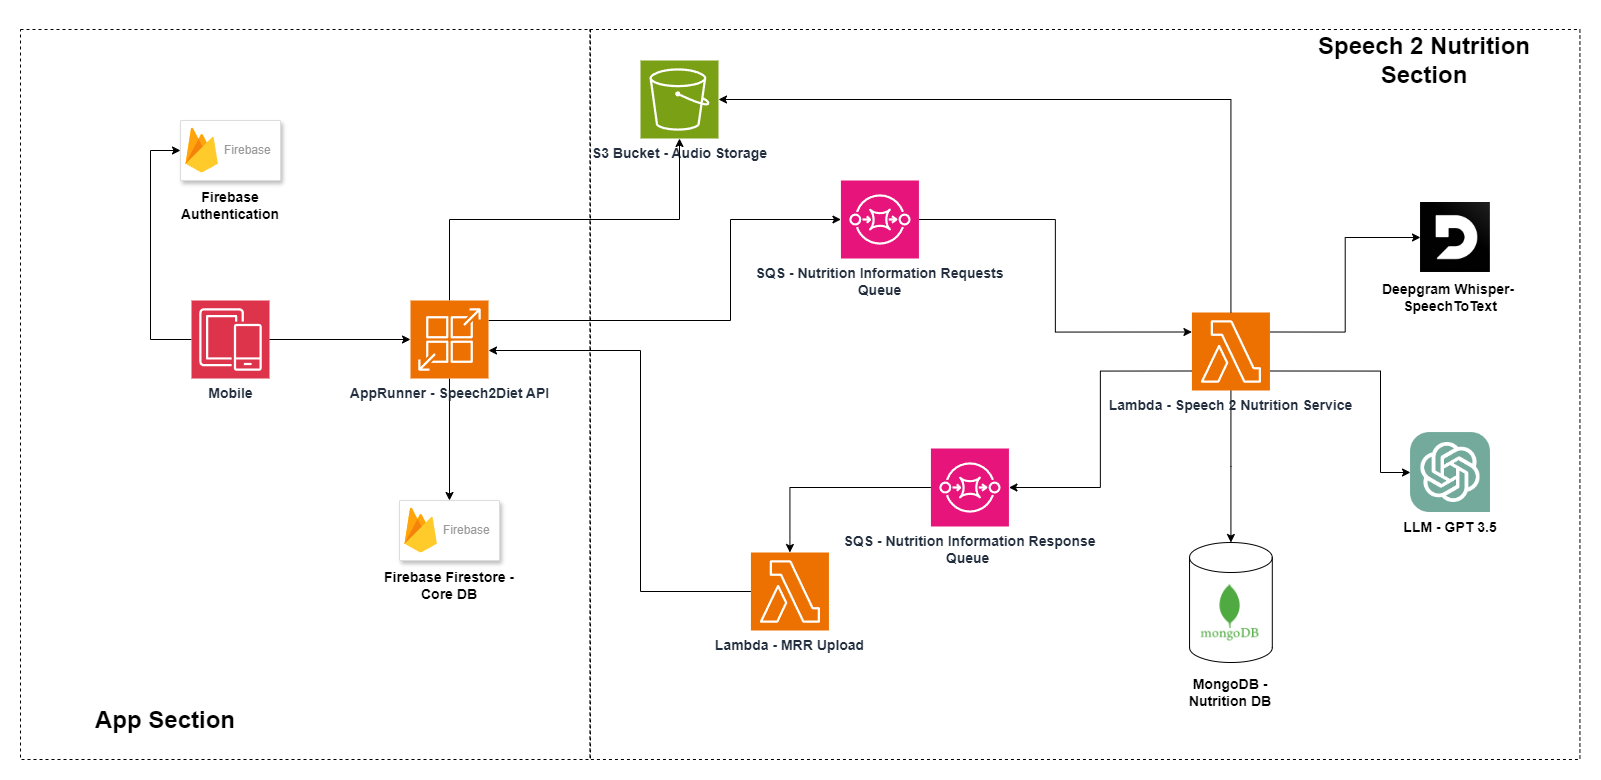 Speech 2 Nutrition
Section
S3 Bucket - Audio Storage
Firebase
Firebase
Authentication
SQS - Nutrition Information Requests
Queue
Deepgram Whisper-
SpeechToText
Mobile
AppRunner - Speech2Diet API
Lambda - Speech 2 Nutrition Service
LLM - GPT 3.5
Firebase
Firebase Firestore -
Core DB
SQS - Nutrition Information Response
Queue
Lambda - MRR Upload
mongoDB
MongoDB -
Nutrition DB
App Section